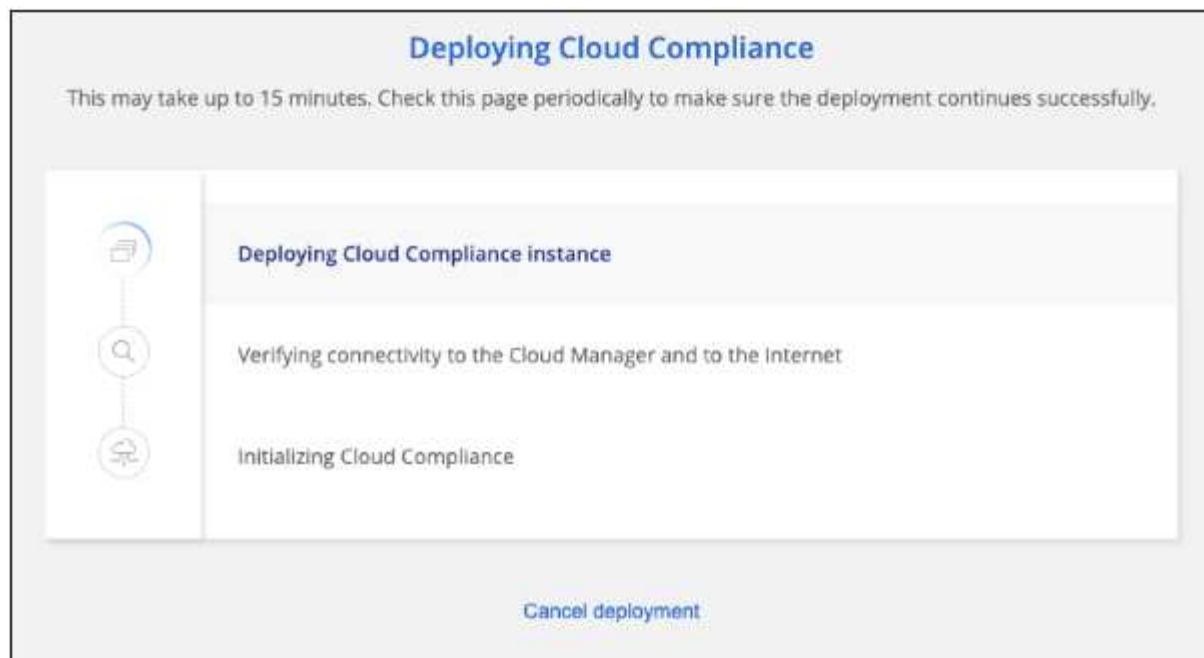 Deploying Cloud Compliance
This may take up to 15 minutes. Check this page periodically to make sure the deployment continues successfully.
Deploying Cloud Compliance instance
Verifying connectivity to the Cloud Manager and to the Internet
Initializing Cloud Compliance
Cancel deployment